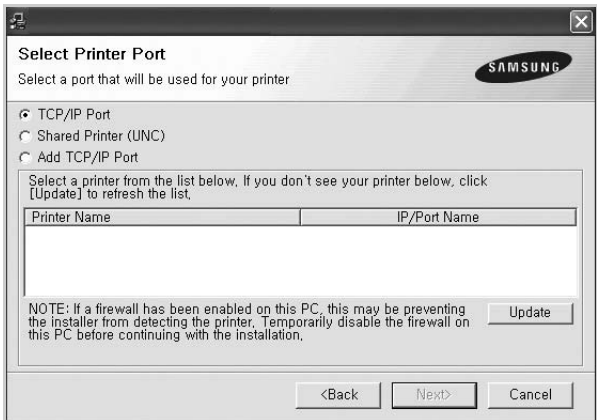 Select Printer Port
Select a port that will be used for your printer
SAMSUNG
TCP/IP Port
Shared Printer (UNC)
Add TCP/IP Port
Select a printer from the list below, If you don't see your printer below, click
[Update] to refresh the list,
Printer Name IP/Port Name
NOTE: If a firewall has been enabled on this PC, this may be preventing
the installer from detecting the printer, Temporarily disable the firewall on
this PC before continuing with the installation,
Update
<Back Next> Cancel